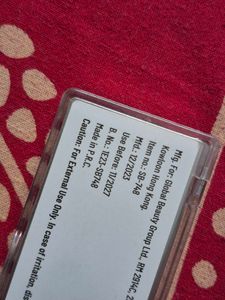 Mfg. For: Global Beauty Group Ltd, RM 2914C, 2
Kowloon Hong Kong.
Item no.: SB-748
Mfd.: 12/2023
Use Before: 11/2027
B. No.: 1E23-SB748
Made in P.R.C.
Caution: For External Use Only. In case of irritation, dis